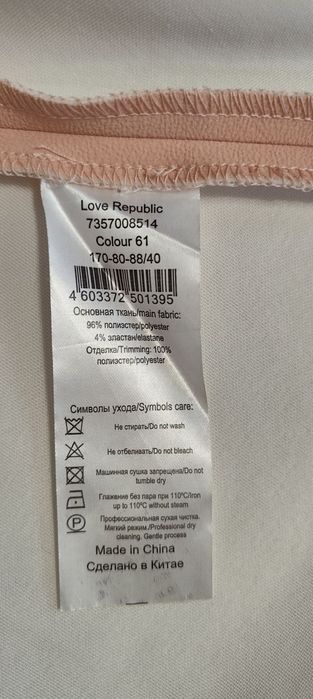 Love Republic
7357008514
Colour 61
170-80-88/40
4 603372 501395
Основная ткань/main fabric:
96% полиэстер/polyester
4% эластан/elastane
Отделка/Trimming: 100%
полиэстер/polyester
Символы ухода/Symbols care:
Не стирать/Do not wash
Не отбеливать/Do not bleach
Машинная сушка запрещена/Do not
tumble dry
Глажение без пара при 110°C/Iron
up to 110°C without steam
P
Профессиональная сухая чистка.
Мягкий режим./Professional dry
cleaning. Gentle process
Made in China
Сделано в Китае